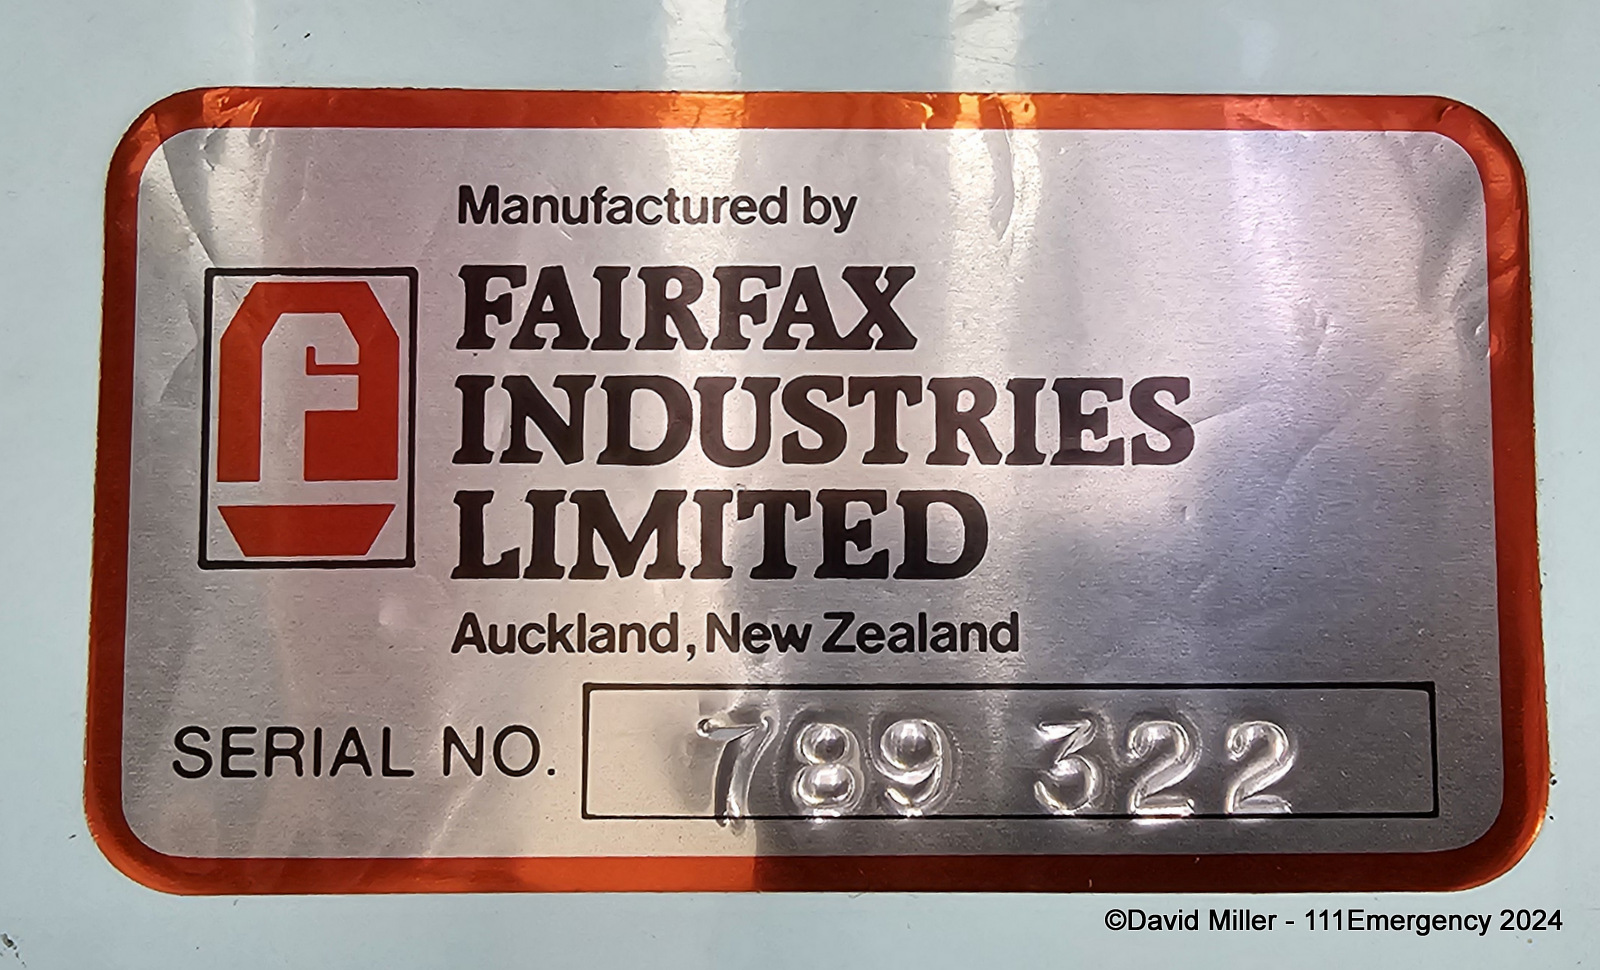 Manufactured by
f
FAIRFAX
INDUSTRIES
LIMITED
Auckland, New Zealand
SERIAL NO. 789 322
©David Miller - 111Emergency 2024